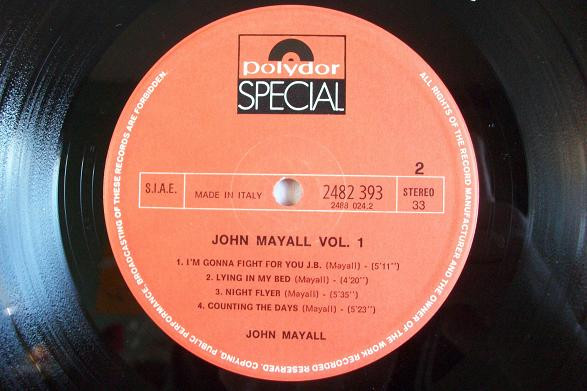 polydor
SPECIAL
2
S.I.A.E.
MADE IN ITALY
2482 393
2488 024.2
STEREO
33
JOHN MAYALL VOL. 1
1. I'M GONNA FIGHT FOR YOU J.B. (Mayall) - (5'11'')
2. LYING IN MY BED (Mayall) - (4'20'')
3. NIGHT FLYER (Mayall) - (5'35'')
4. COUNTING THE DAYS (Mayall) - (5'23'')
JOHN MAYALL
ALL RIGHTS OF THE RECORD MANUFACTURER AND THE OWNER OF THE WORK RECORDED RESERVED. COPYING, PUBLIC PERFORMANCE, BROADCASTING OF THESE RECORDS ARE FORBIDDEN.